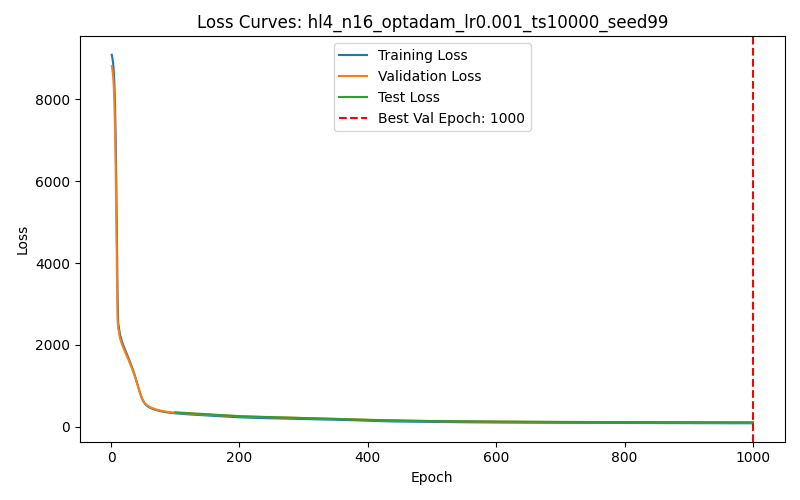 Loss Curves: hl4_n16_optadam_lr0.001_ts10000_seed99
Training Loss
Validation Loss
Test Loss
Best Val Epoch: 1000
Loss
8000
6000
4000
2000
0
0 200 400 600 800 1000
Epoch